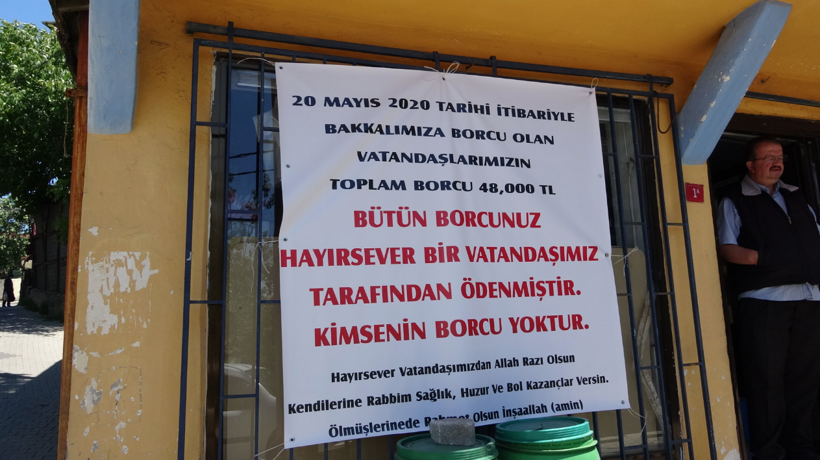 20 MAYIS 2020 TARİHİ İTİBARİYLE
BAKKALIMIZA BORCU OLAN
VATANDAŞLARIMIZIN
TOPLAM BORCU 48,000 TL
BÜTÜN BORCUNUZ
HAYIRSEVER BİR VATANDAŞIMIZ
TARAFINDAN ÖDENMİŞTİR.
KİMSENİN BORCU YOKTUR.
Hayırsever Vatandaşımızdan Allah Razı Olsun
Kendilerine Rabbim Sağlık, Huzur Ve Bol Kazançlar Versin.
Ölmüşlerinede Rahmet Olsun İnşaallah (amin)